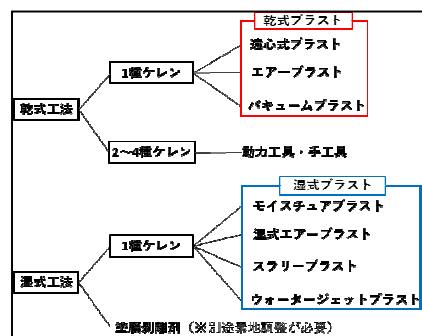 乾式ブラスト
遠心式ブラスト
1種ケレン
エアーブラスト
バキュームブラスト
乾式工法
2～4種ケレン
動力工具・手工具
湿式ブラスト
モイスチュアブラスト
湿式エアーブラスト
1種ケレン
スラリーブラスト
湿式工法
ウォータージェットブラスト
塗膜剥離剤（※別途素地調整が必要）